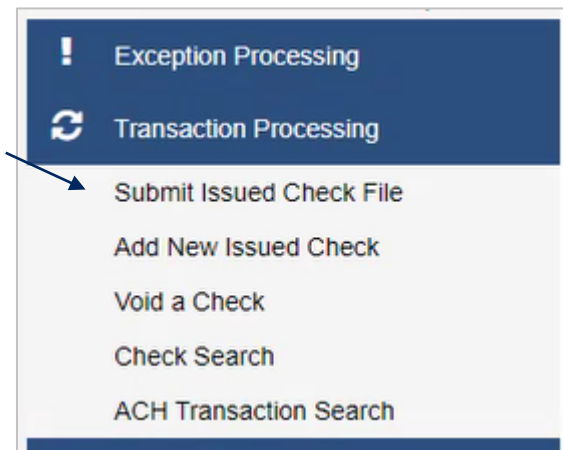 Exception Processing
Transaction Processing
Submit Issued Check File
Add New Issued Check
Void a Check
Check Search
ACH Transaction Search